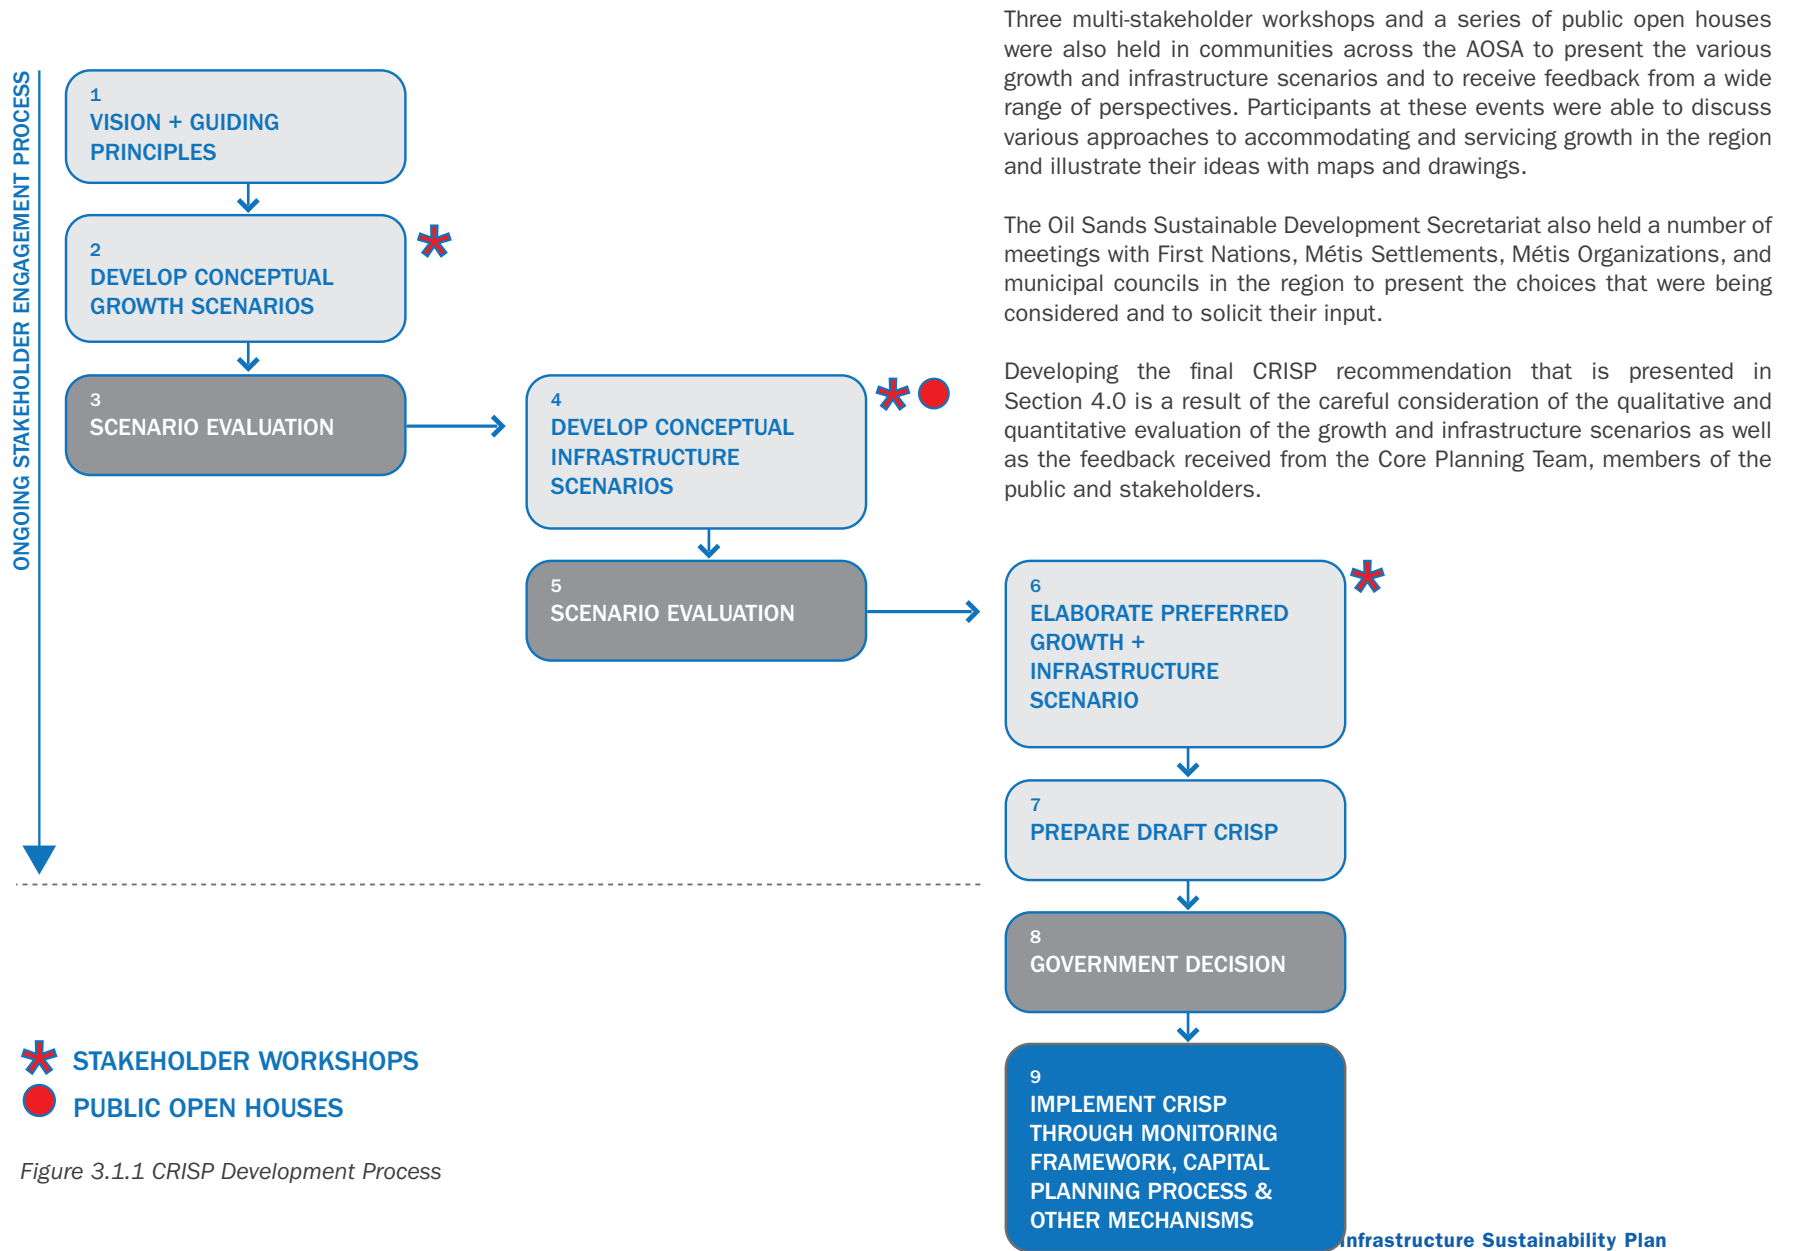 Three multi-stakeholder workshops and a series of public open houses
were also held in communities across the AOSA to present the various
growth and infrastructure scenarios and to receive feedback from a wide
range of perspectives. Participants at these events were able to discuss
various approaches to accommodating and servicing growth in the region
and illustrate their ideas with maps and drawings.
The Oil Sands Sustainable Development Secretariat also held a number of
meetings with First Nations, Métis Settlements, Métis Organizations, and
municipal councils in the region to present the choices that were being
considered and to solicit their input.
Developing the final CRISP recommendation that is presented in
Section 4.0 is a result of the careful consideration of the qualitative and
quantitative evaluation of the growth and infrastructure scenarios as well
as the feedback received from the Core Planning Team, members of the
public and stakeholders.
ONGOING STAKEHOLDER ENGAGEMENT PROCESS
1
VISION + GUIDING
PRINCIPLES
2
DEVELOP CONCEPTUAL
GROWTH SCENARIOS
3
SCENARIO EVALUATION
4
DEVELOP CONCEPTUAL
INFRASTRUCTURE
SCENARIOS
5
SCENARIO EVALUATION
6
ELABORATE PREFERRED
GROWTH +
INFRASTRUCTURE
SCENARIO
7
PREPARE DRAFT CRISP
8
GOVERNMENT DECISION
9
IMPLEMENT CRISP
THROUGH MONITORING
FRAMEWORK, CAPITAL
PLANNING PROCESS &
OTHER MECHANISMS
STAKEHOLDER WORKSHOPS
PUBLIC OPEN HOUSES
Figure 3.1.1 CRISP Development Process
Infrastructure Sustainability Plan